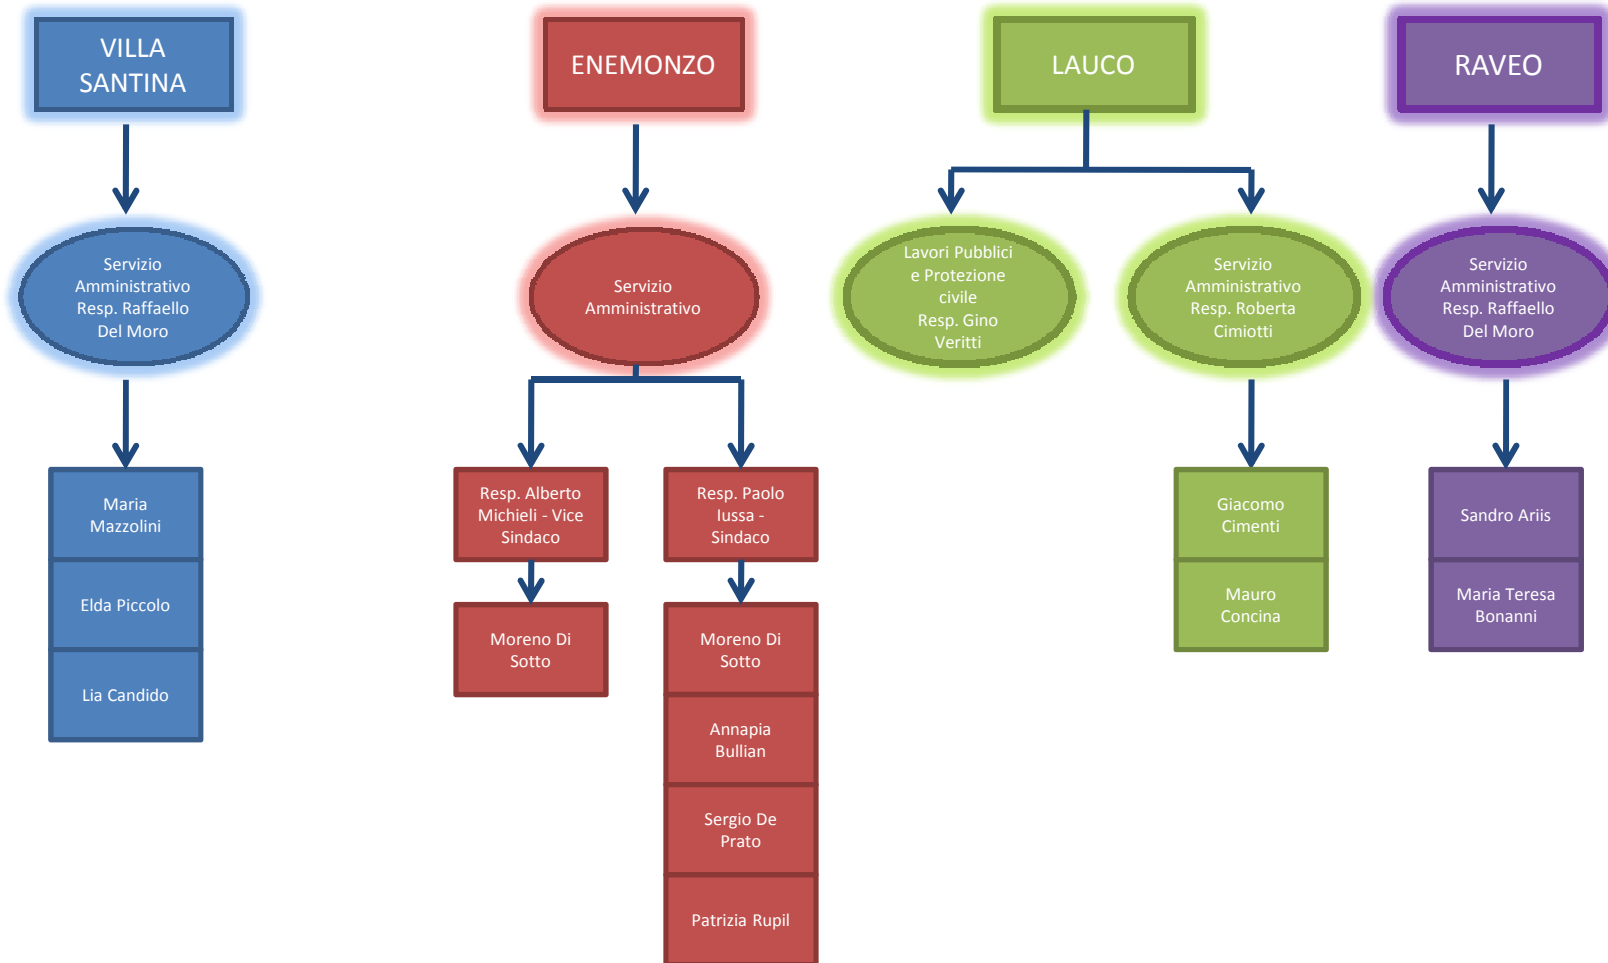 VILLA
SANTINA
ENEMONZO
LAUCO
RAVEO
Servizio
Amministrativo
Resp. Raffaello
Del Moro
Servizio
Amministrativo
Lavori Pubblici
e Protezione
civile
Resp. Gino
Veritti
Servizio
Amministrativo
Resp. Roberta
Cimiotti
Servizio
Amministrativo
Resp. Raffaello
Del Moro
Maria
Mazzolini
Elda Piccolo
Lia Candido
Resp. Alberto
Michieli - Vice
Sindaco
Moreno Di
Sotto
Resp. Paolo
Iussa -
Sindaco
Moreno Di
Sotto
Annapia
Bullian
Sergio De
Prato
Patrizia Rupil
Giacomo
Cimenti
Mauro
Concina
Sandro Ariis
Maria Teresa
Bonanni